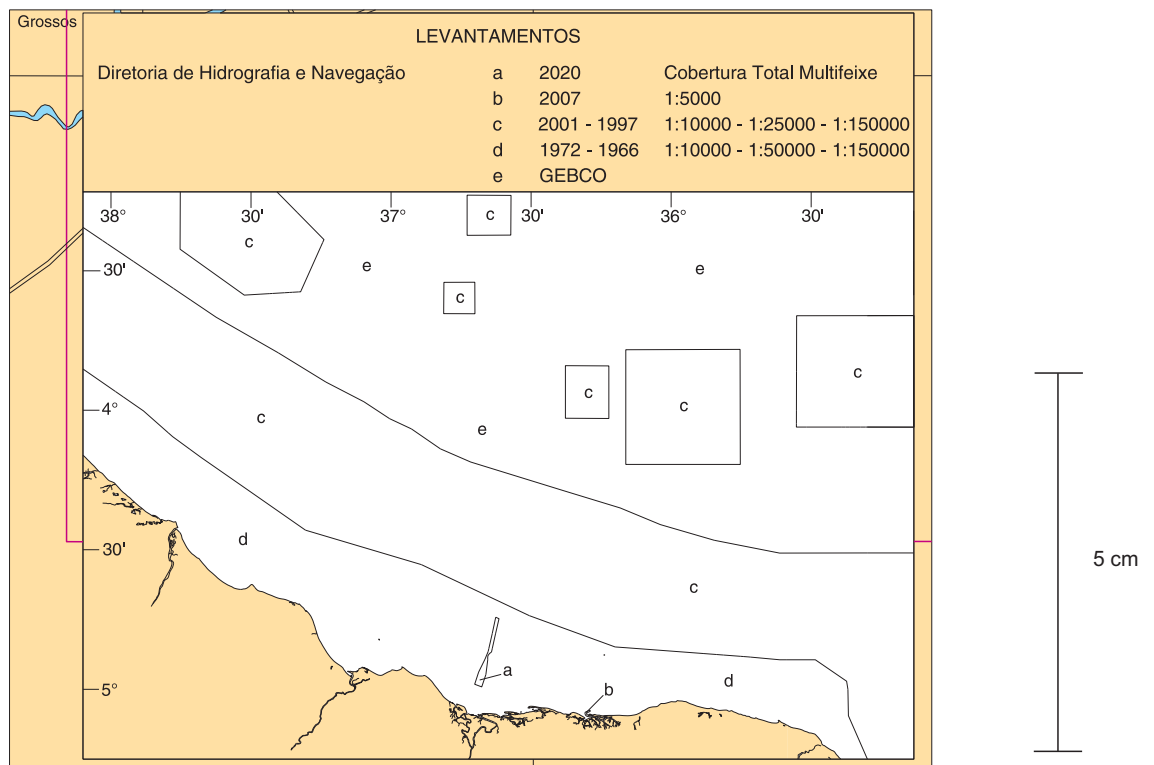 Grossos
LEVANTAMENTOS
Diretoria de Hidrografia e Navegação a 2020 Cobertura Total Multifeixe
b 2007 1:5000
c 2001 - 1997 1:10000 - 1:25000 - 1:150000
d 1972 - 1966 1:10000 - 1:50000 - 1:150000
e GEBCO
38° 30' 37° c 30' 36° 30'
c
e e
30'
c
c
c c
4° c
e
d
30'
5 cm
c
a
d
5° b